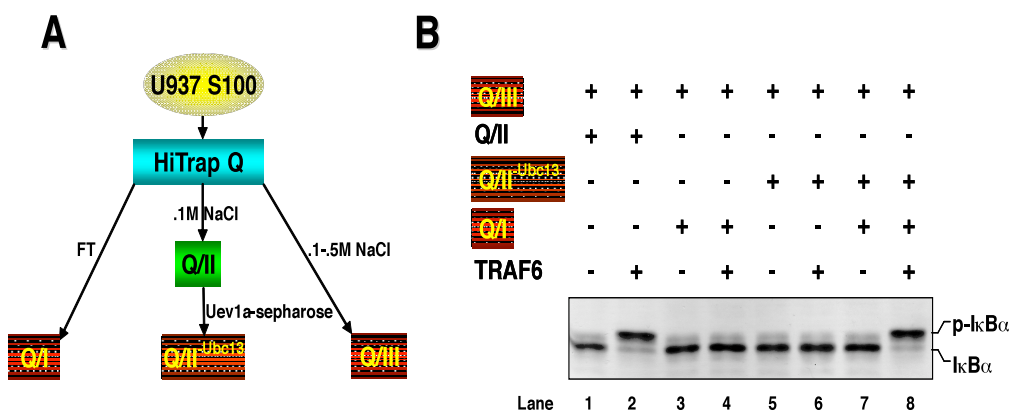 A
U937 S100
HiTrap Q
FT
.1M NaCl
.1-.5M NaCl
Q/II
Uev1a-sepharose
Q/I
Q/II-Ubc13
Q/III
B
Q/III + + + + + + + +
Q/II + + - - - - - -
Q/II-Ubc13 - - - - + + + +
Q/I - - + + - - + +
TRAF6 - + - + - + - +
p-IκBα
IκBα
Lane 1 2 3 4 5 6 7 8